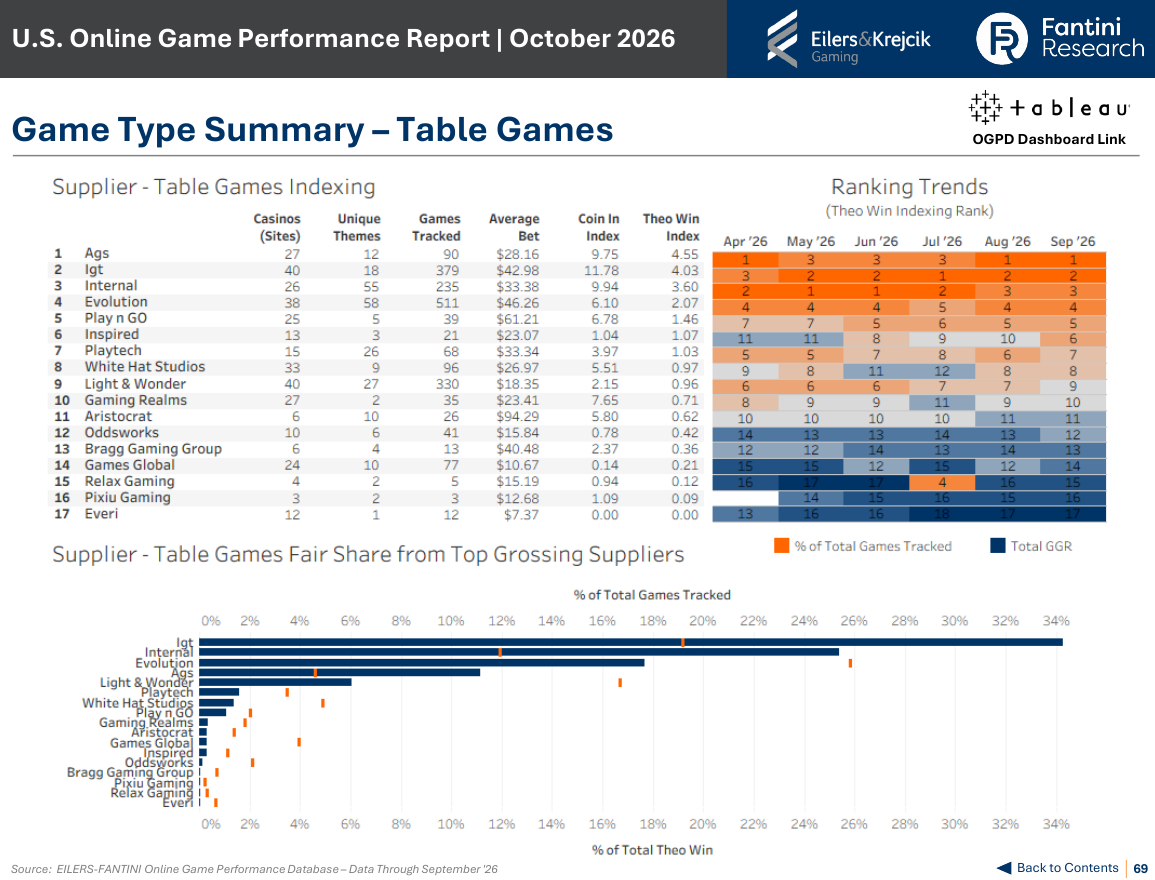 U.S. Online Game Performance Report | October 2026
Eilers&Krejcik
Gaming
Fantini
Research
Game Type Summary – Table Games
+ableau
OGPD Dashboard Link
Supplier - Table Games Indexing
Casinos (Sites) Unique Themes Games Tracked Average Bet Coin In Index Theo Win Index
1 Ags 27 12 90 $28.16 9.75 4.55
2 Igt 40 18 379 $42.98 11.78 4.03
3 Internal 26 55 235 $33.38 9.94 3.60
4 Evolution 38 58 511 $46.26 6.10 2.07
5 Play n GO 25 5 39 $61.21 6.78 1.46
6 Inspired 13 3 21 $23.07 1.04 1.07
7 Playtech 15 26 68 $33.34 3.97 1.03
8 White Hat Studios 33 9 96 $26.97 5.51 0.97
9 Light & Wonder 40 27 330 $18.35 2.15 0.96
10 Gaming Realms 27 2 35 $23.41 7.65 0.71
11 Aristocrat 6 10 26 $94.29 5.80 0.62
12 Oddsworks 10 6 41 $15.84 0.78 0.42
13 Bragg Gaming Group 6 4 13 $40.48 2.37 0.36
14 Games Global 24 10 77 $10.67 0.14 0.21
15 Relax Gaming 4 2 5 $15.19 0.94 0.12
16 Pixiu Gaming 3 2 3 $12.68 1.09 0.09
17 Everi 12 1 12 $7.37 0.00 0.00
Ranking Trends
(Theo Win Indexing Rank)
Apr '26 May '26 Jun '26 Jul '26 Aug '26 Sep '26
1 3 3 3 1 1
3 2 2 1 2 2
2 1 1 2 3 3
4 4 4 5 4 4
7 7 5 6 5 5
11 11 8 9 10 6
5 5 7 8 6 7
9 8 11 12 8 8
6 6 6 7 7 9
8 9 9 11 9 10
10 10 10 10 11 11
14 13 13 14 13 12
12 12 14 13 14 13
15 15 12 15 12 14
16 17 17 4 16 15
14 15 16 15 16
13 16 16 18 17 17
% of Total Games Tracked
Total GGR
Supplier - Table Games Fair Share from Top Grossing Suppliers
% of Total Games Tracked
0% 2% 4% 6% 8% 10% 12% 14% 16% 18% 20% 22% 24% 26% 28% 30% 32% 34%
Igt
Internal
Evolution
Ags
Light & Wonder
Playtech
White Hat Studios
Play n GO
Gaming Realms
Aristocrat
Games Global
Inspired
Oddsworks
Bragg Gaming Group
Pixiu Gaming
Relax Gaming
Everi
0% 2% 4% 6% 8% 10% 12% 14% 16% 18% 20% 22% 24% 26% 28% 30% 32% 34%
% of Total Theo Win
Source: EILERS-FANTINI Online Game Performance Database – Data Through September '26
Back to Contents | 69